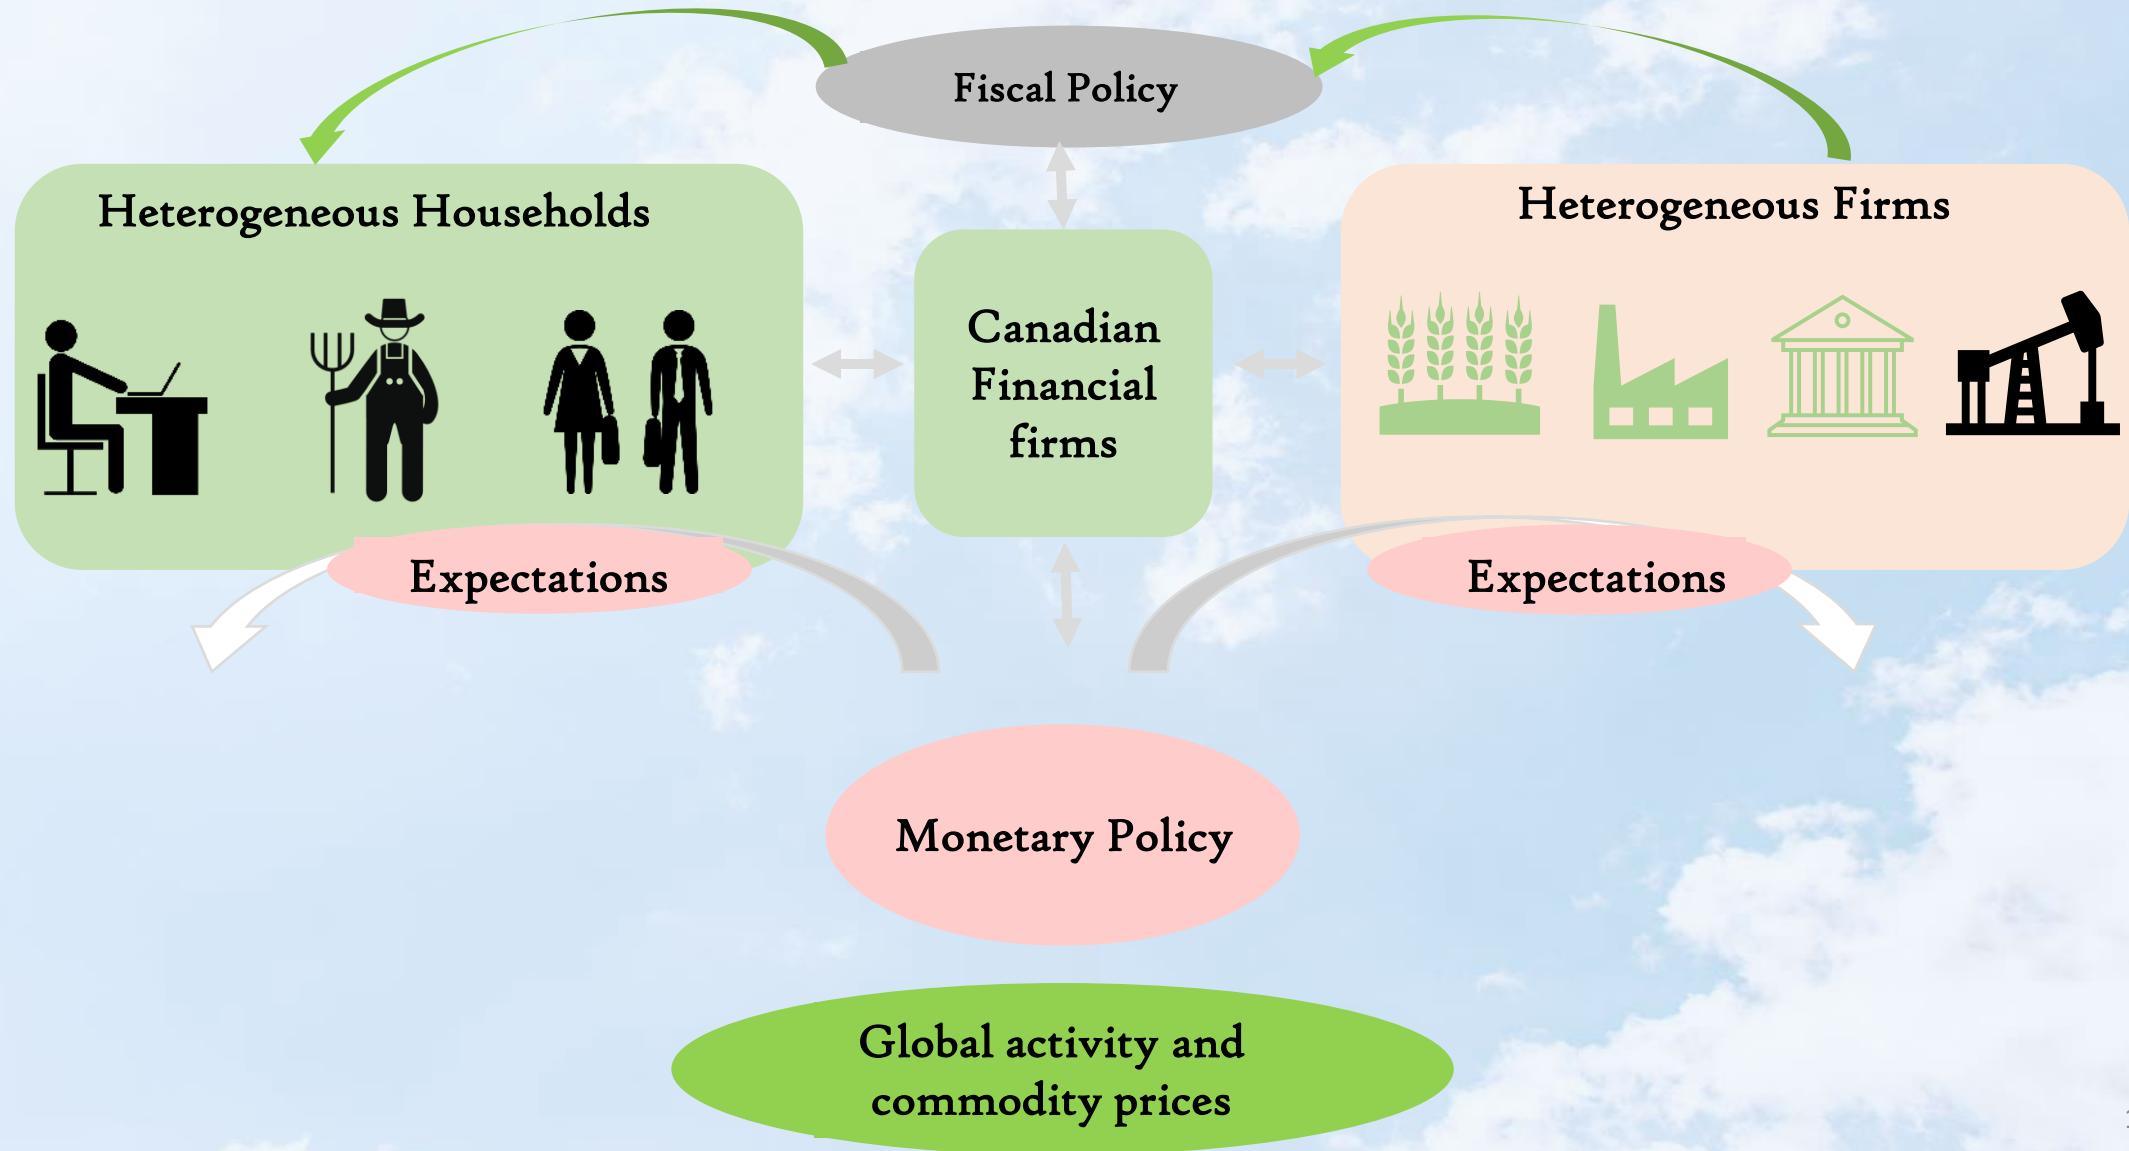 Fiscal Policy
Heterogeneous Households
Heterogeneous Firms
Canadian
Financial
firms
Expectations
Expectations
Monetary Policy
Global activity and
commodity prices